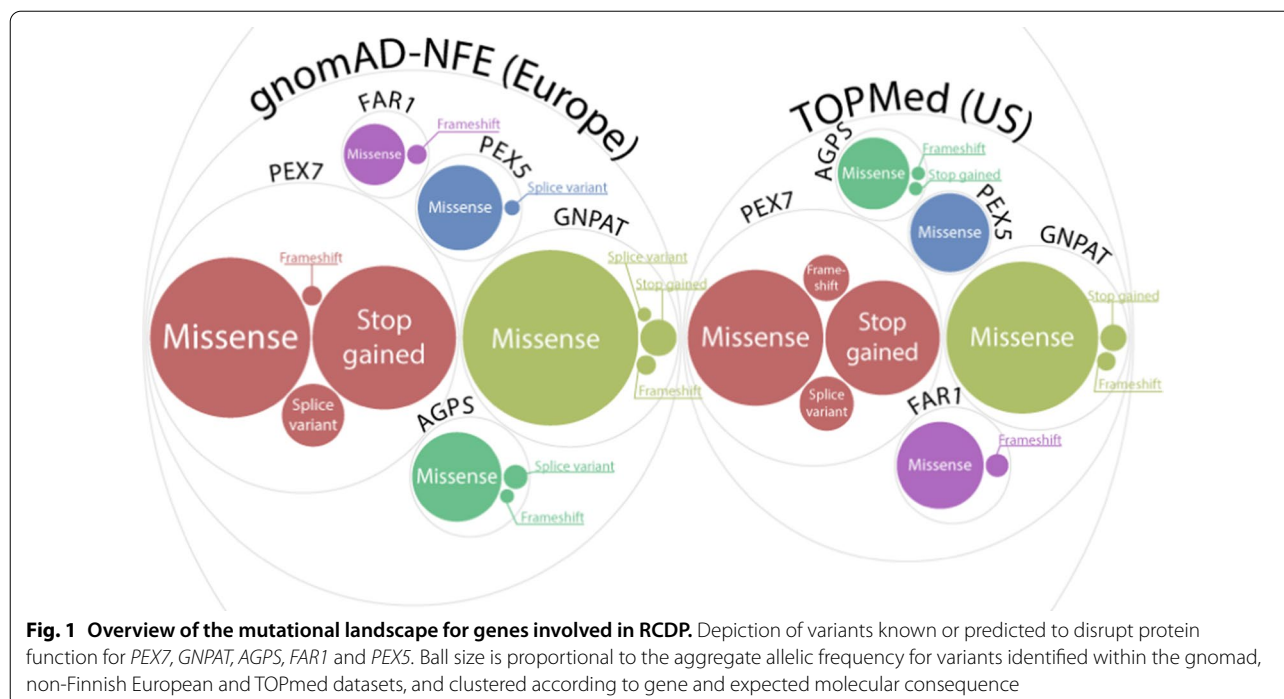 gnomAD-NFE (Europe)
FAR1
Missense
Frameshift
PEX7
PEX5
Missense
Splice variant
GNPAT
Frameshift
Missense
Stop
gained
Splice
variant
Splice variant
Stop gained
Missense
Frameshift
AGPS
Missense
Splice variant
Frameshift
TOPMed (US)
AGPS
Missense
Frameshift
Stop gained
PEX7
PEX5
Missense
GNPAT
Frame-
shift
Missense
Stop
gained
Splice
variant
Stop gained
Missense
Frameshift
FAR1
Missense
Frameshift
Fig. 1 Overview of the mutational landscape for genes involved in RCDP. Depiction of variants known or predicted to disrupt protein
function for PEX7, GNPAT, AGPS, FAR1 and PEX5. Ball size is proportional to the aggregate allelic frequency for variants identified within the gnomad,
non-Finnish European and TOPmed datasets, and clustered according to gene and expected molecular consequence